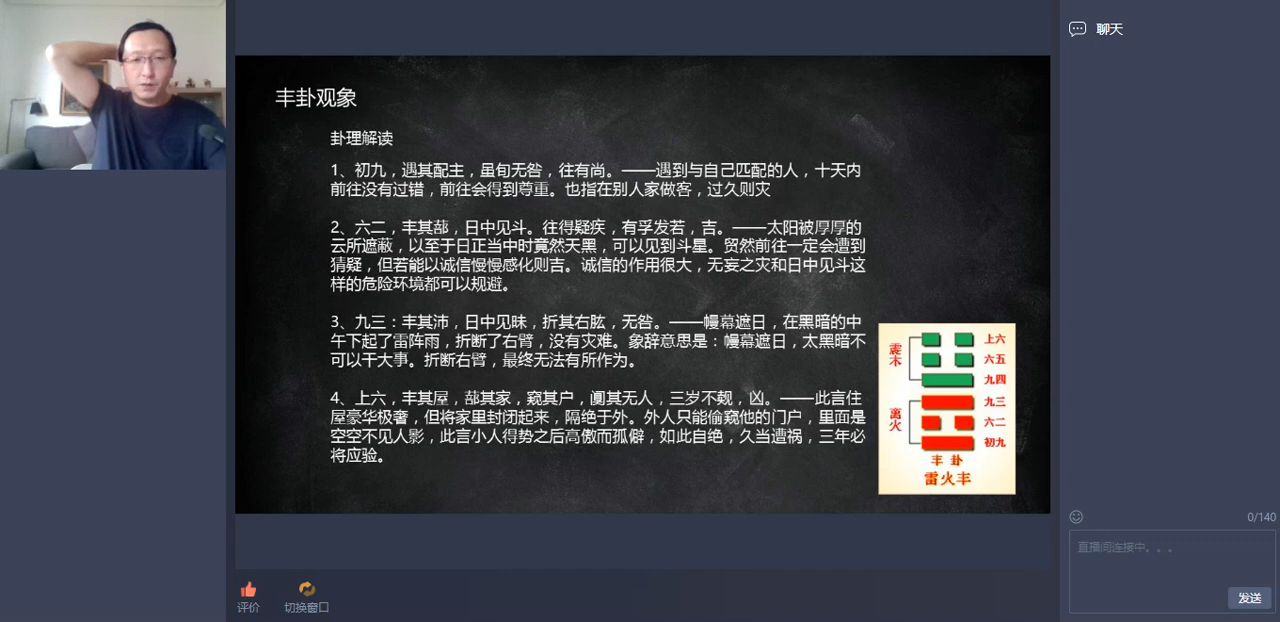 聊天
丰卦观象
卦理解读
1、初九，遇其配主，虽旬无咎，往有尚。——遇到与自己匹配的人，十天内
前往没有过错，前往会得到尊重。也指在别人家做客，过久则灾
2、六二，丰其蔀，日中见斗。往得疑疾，有孚发若，吉。——太阳被厚厚的
云所遮蔽，以至于日正当中时竟然天黑，可以见到斗星。贸然前往一定会遭到
猜疑，但若能以诚信慢慢感化则吉。诚信的作用很大，无妄之灾和日中见斗这
样的危险环境都可以规避。
3、九三：丰其沛，日中见昧，折其右肱，无咎。——幔幕遮日，在黑暗的中
午下起了雷阵雨，折断了右臂，没有灾难。象辞意思是：幔幕遮日，太黑暗不
可以干大事。折断右臂，最终无法有所作为。
4、上六，丰其屋，蔀其家，窥其户，阒其无人，三岁不觌，凶。——此言住
屋豪华极奢，但将家里封闭起来，隔绝于外。外人只能偷窥他的门户，里面是
空空不见人影，此言小人得势之后高傲而孤僻，如此自绝，久当遭祸，三年必
将应验。
震木
上六
六五
九四
离火
九三
六二
初九
丰 卦
雷火丰
0/140
直播间连接中。。。
发送
评价
切换窗口